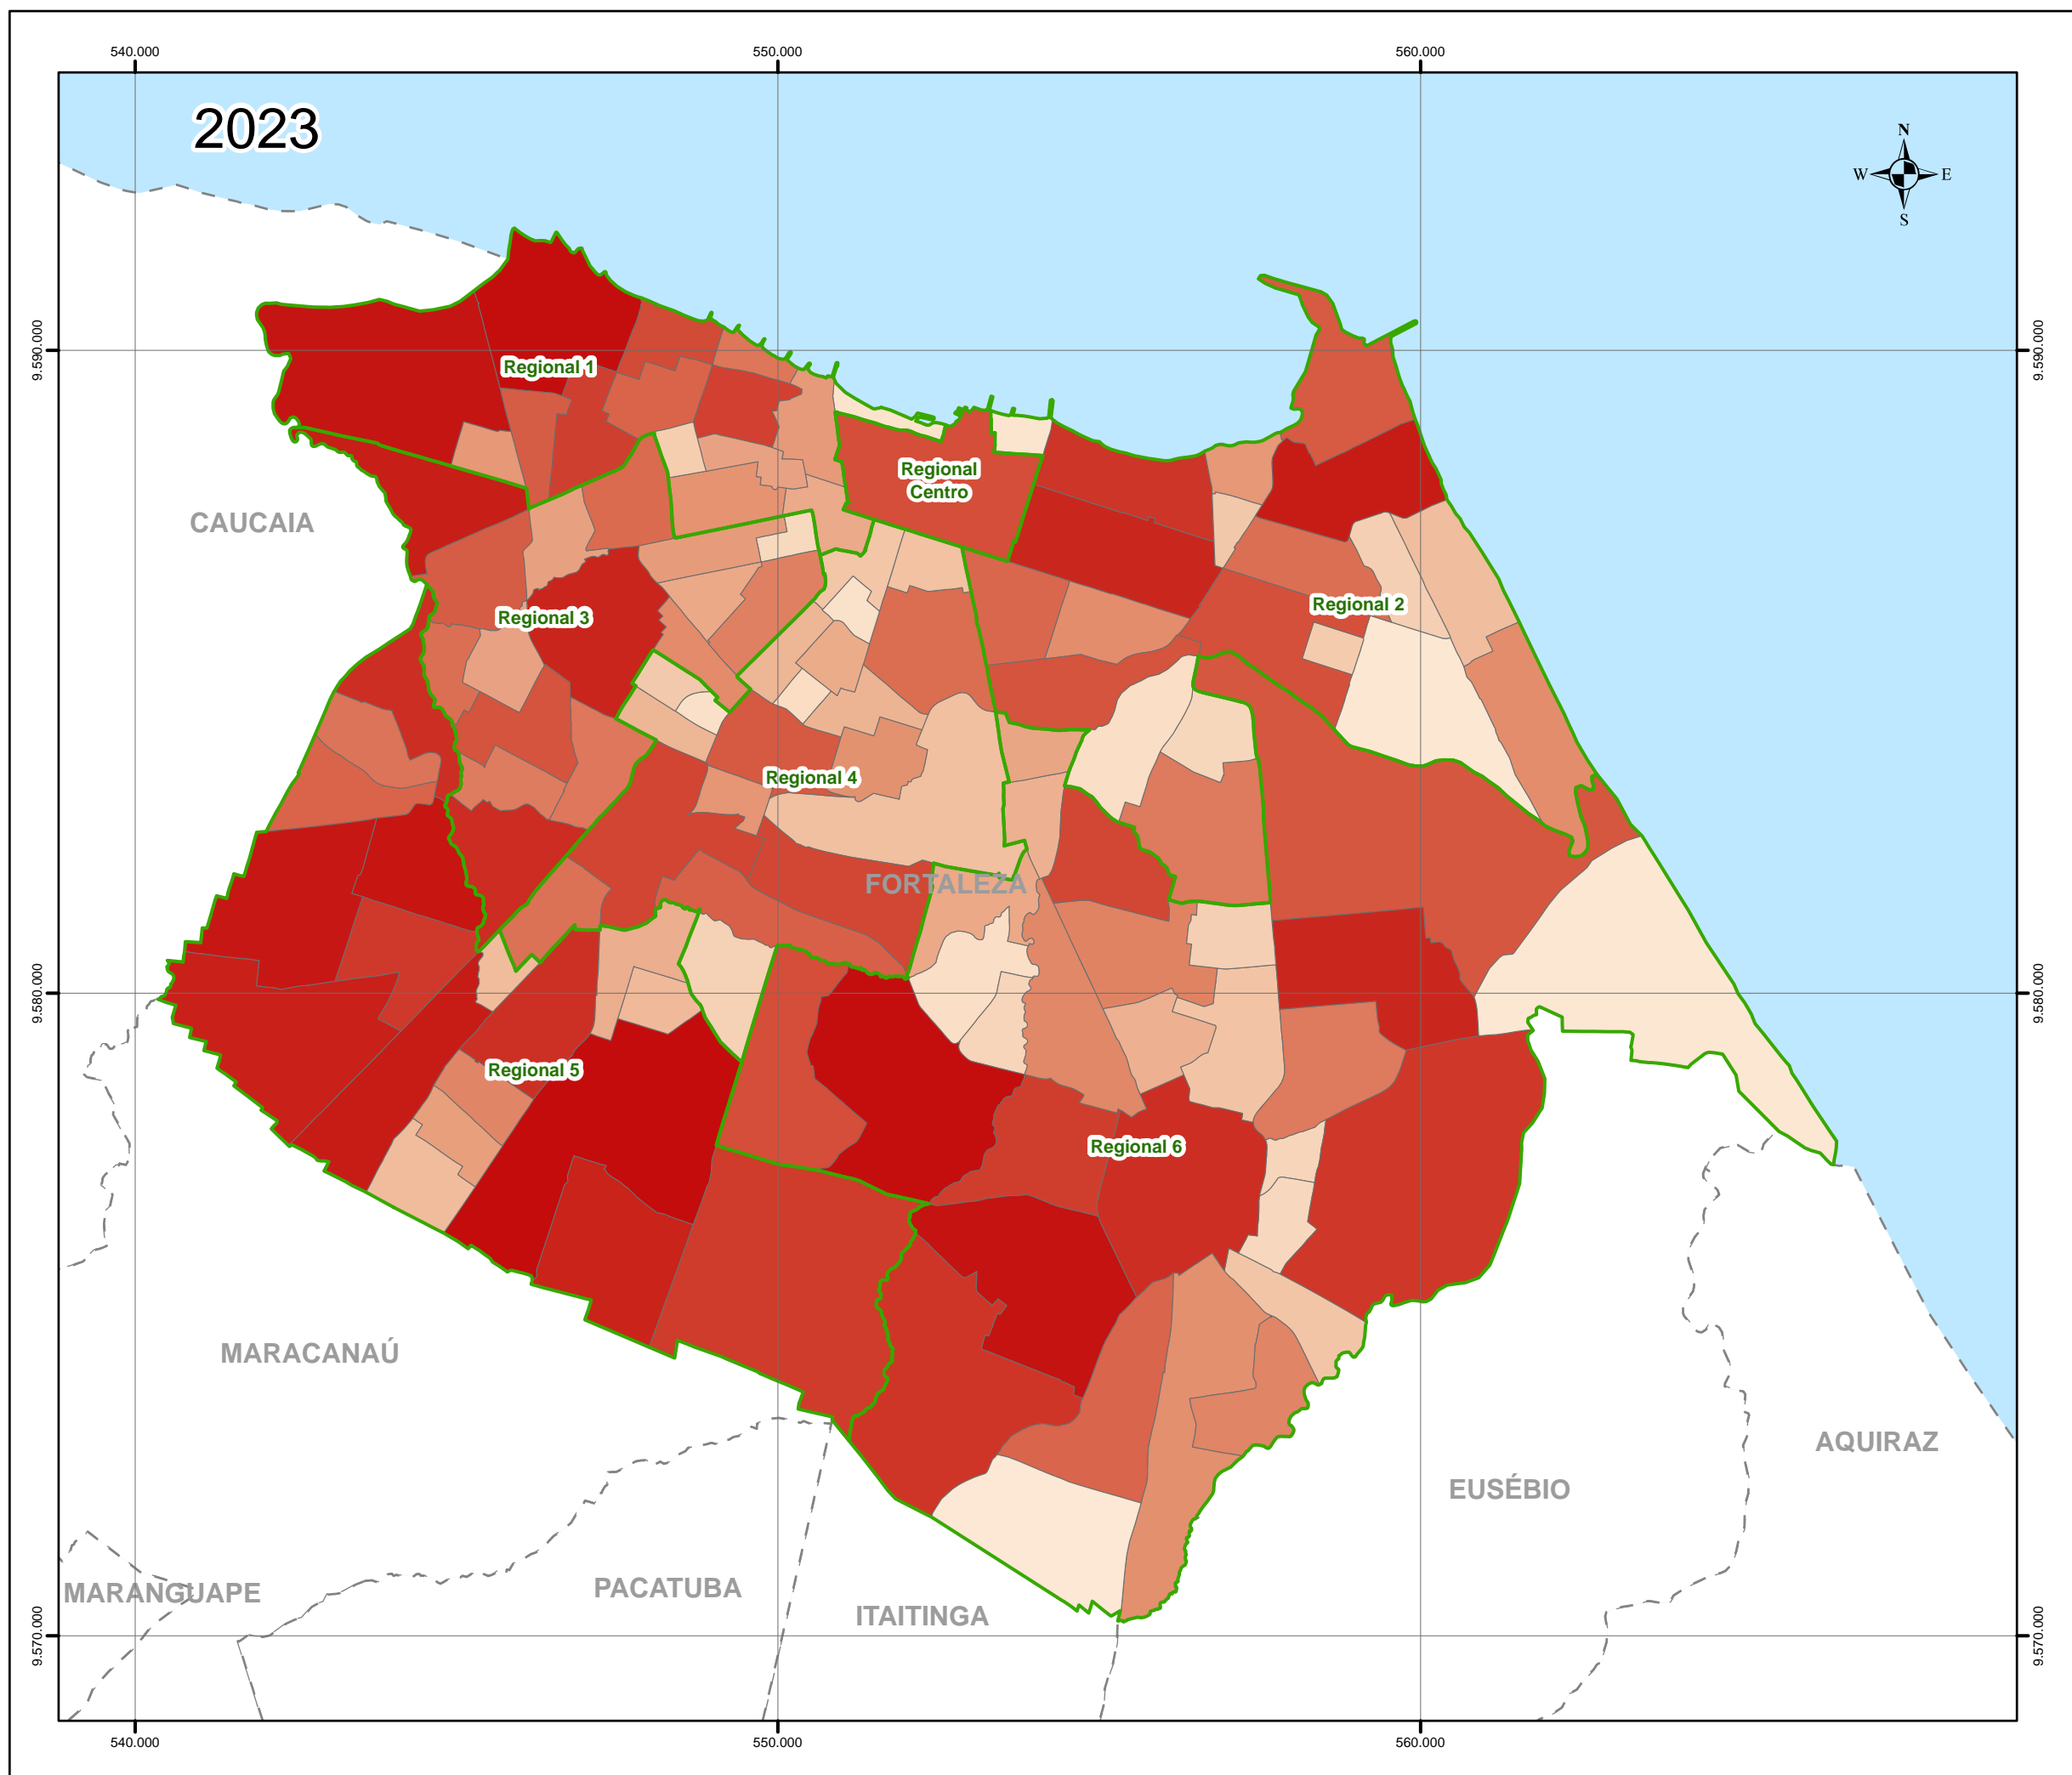 540.000
550.000
560.000
2023
N
W
E
S
9.590.000
9.590.000
Regional 1
Regional
Centro
CAUCAIA
Regional 2
Regional 3
Regional 4
FORTALEZA
9.580.000
9.580.000
Regional 5
Regional 6
MARACANAÚ
AQUIRAZ
EUSÉBIO
PACATUBA
MARANGUAPE
ITAITINGA
9.570.000
9.570.000
540.000
550.000
560.000